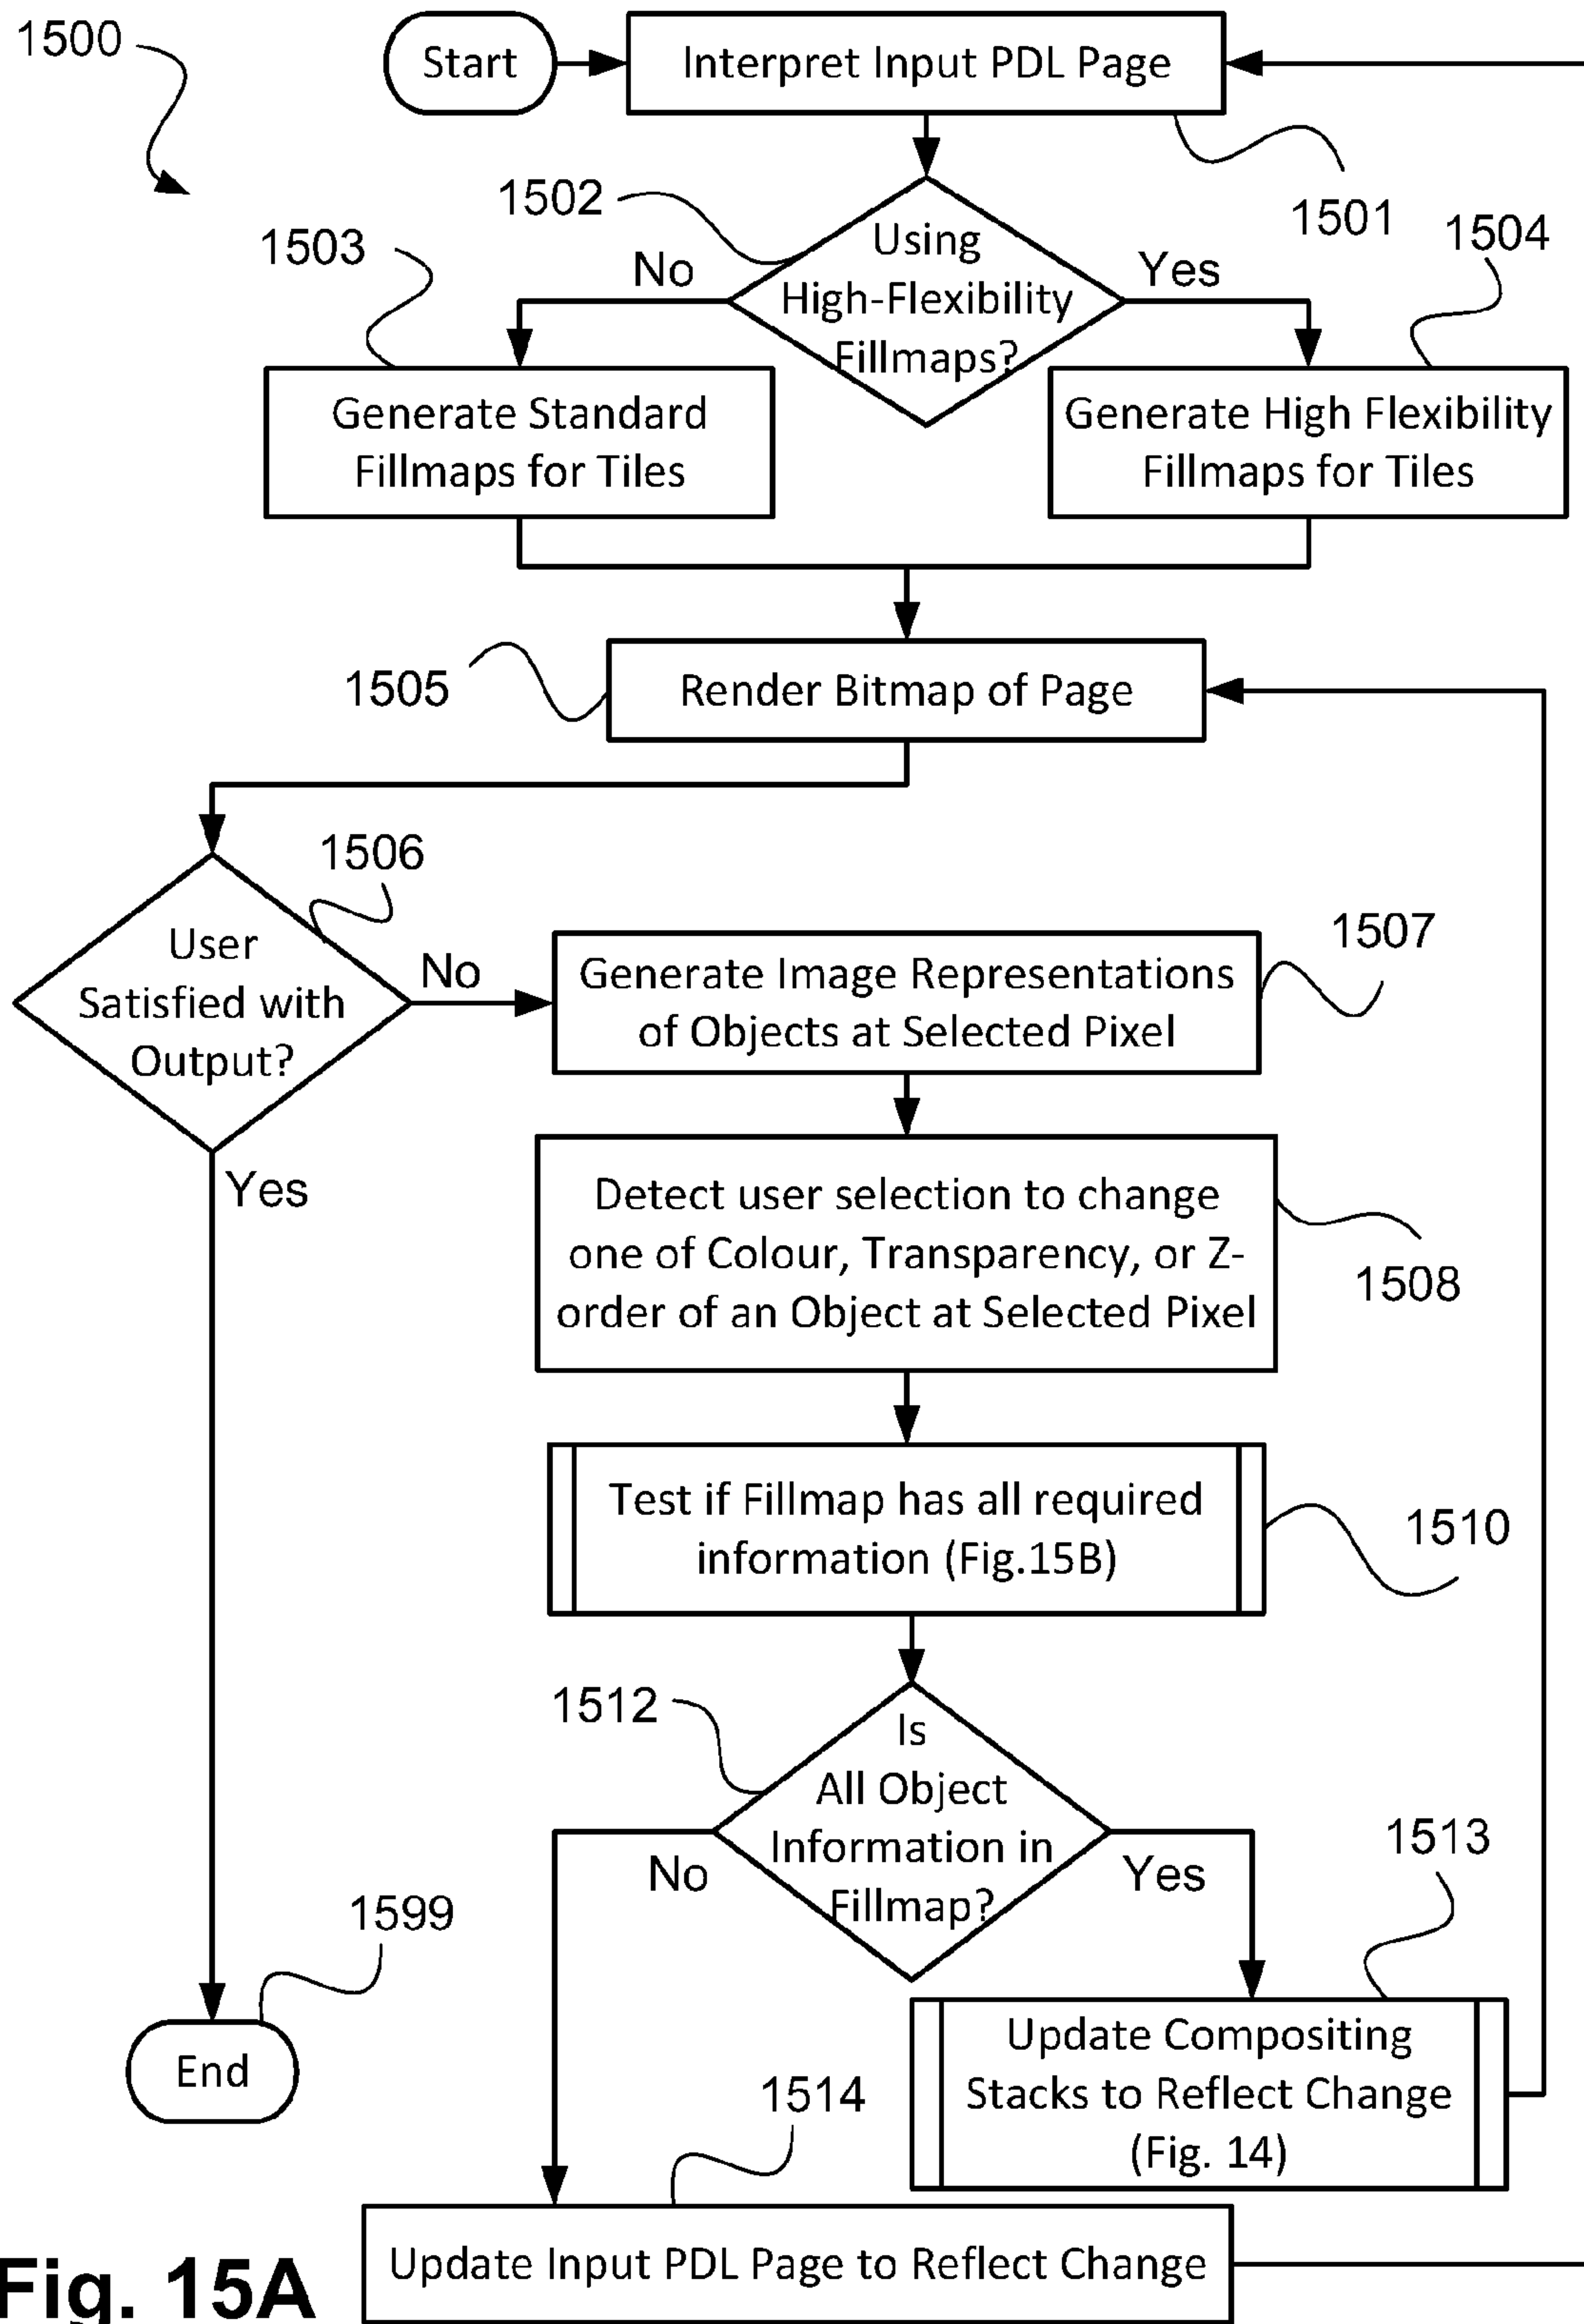 1500
Start
Interpret Input PDL Page
1501
1502
Using
High-Flexibility
Fillmaps?
No
Yes
1503
1504
Generate Standard
Fillmaps for Tiles
Generate High Flexibility
Fillmaps for Tiles
1505
Render Bitmap of Page
1506
User
Satisfied with
Output?
No
Yes
1507
Generate Image Representations
of Objects at Selected Pixel
Detect user selection to change
one of Colour, Transparency, or Z-
order of an Object at Selected Pixel
1508
Test if Fillmap has all required
information (Fig.15B)
1510
1512
Is
All Object
Information in
Fillmap?
No
Yes
1513
1599
End
Update Compositing
Stacks to Reflect Change
(Fig. 14)
1514
Update Input PDL Page to Reflect Change
Fig. 15A